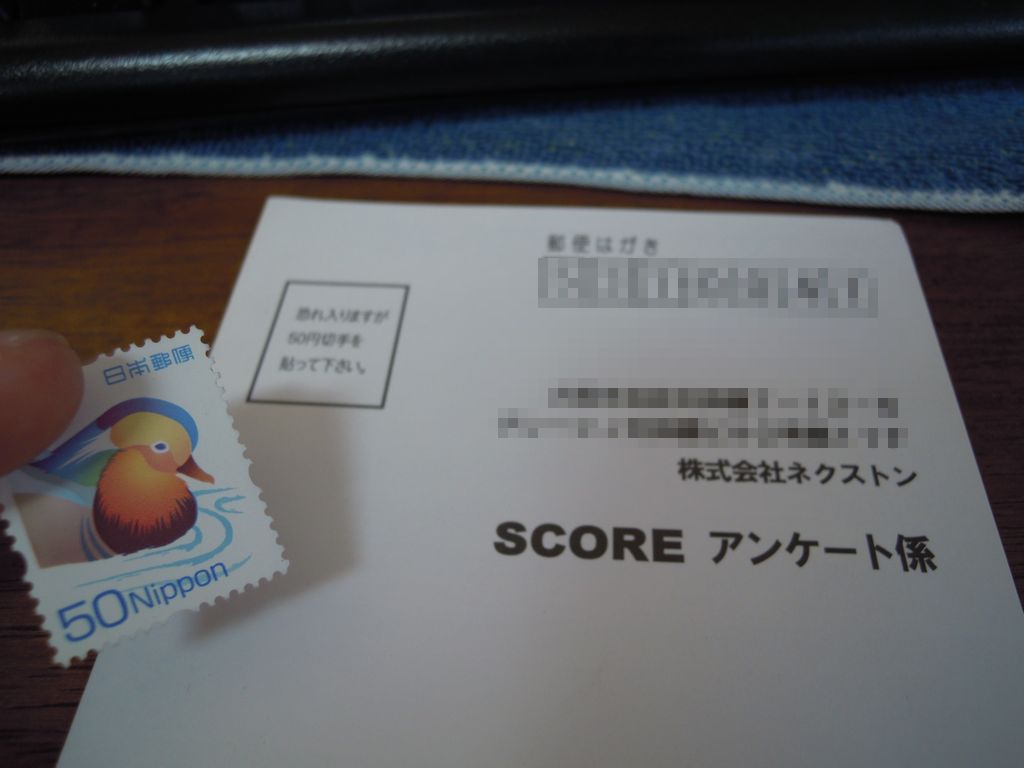 郵便はがき
恐れ入りますが
50円切手を
貼って下さい。
株式会社ネクストン
SCORE アンケート係
日本郵便
50Nippon